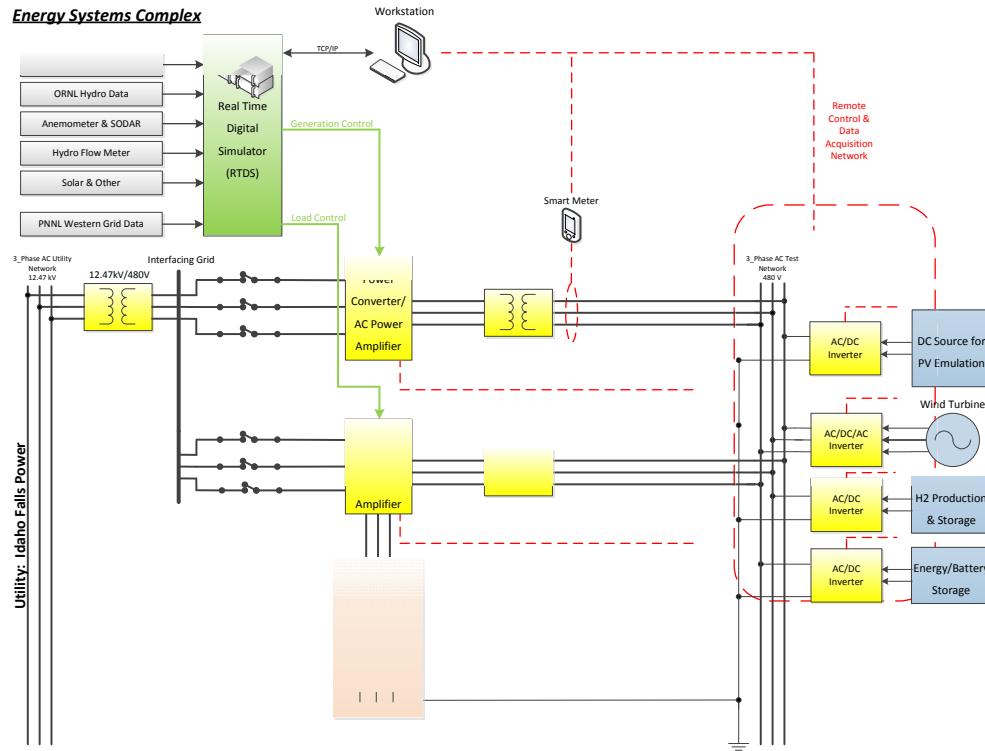 Energy Systems Complex
Workstation
TCP/IP
ORNL Hydro Data
Anemometer & SODAR
Hydro Flow Meter
Solar & Other
PNNL Western Grid Data
Real Time
Digital
Simulator
(RTDS)
Generation Control
Load Control
Remote
Control &
Data
Acquisition
Network
Smart Meter
3_Phase AC Utility
Network
12.47 kV
12.47kV/480V
Interfacing Grid
Power
Converter/
AC Power
Amplifier
3_Phase AC Test
Network
480 V
AC/DC
Inverter
DC Source for
PV Emulation
Wind Turbine
AC/DC/AC
Inverter
AC/DC
Inverter
H2 Production
& Storage
AC/DC
Inverter
Energy/Battery
Storage
Amplifier
Utility: Idaho Falls Power